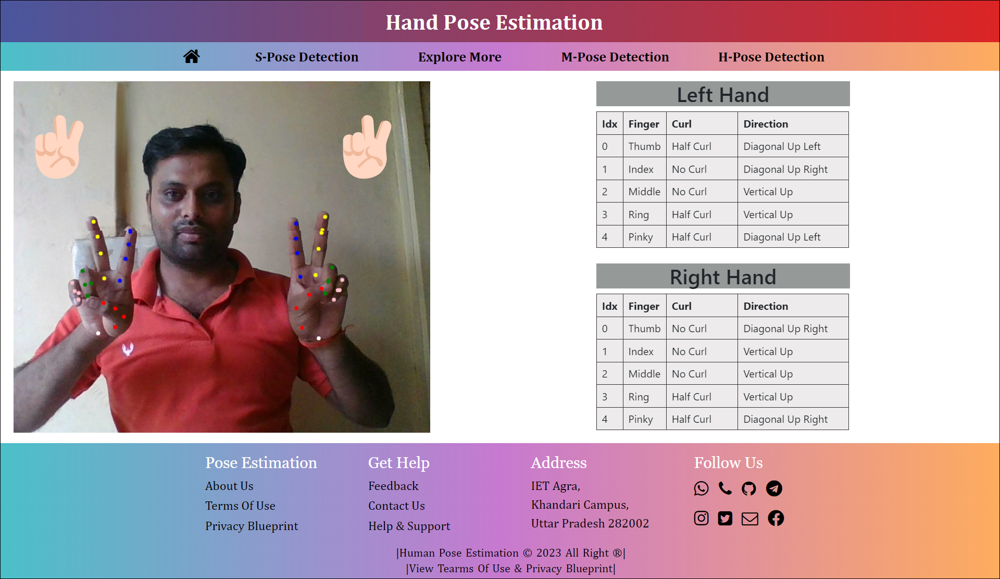 Hand Pose Estimation
S-Pose Detection Explore More M-Pose Detection H-Pose Detection
Left Hand
Idx Finger Curl Direction
0 Thumb Half Curl Diagonal Up Left
1 Index No Curl Diagonal Up Right
2 Middle No Curl Vertical Up
3 Ring Half Curl Vertical Up
4 Pinky Half Curl Diagonal Up Left
Right Hand
Idx Finger Curl Direction
0 Thumb No Curl Diagonal Up Right
1 Index No Curl Vertical Up
2 Middle No Curl Vertical Up
3 Ring Half Curl Vertical Up
4 Pinky Half Curl Diagonal Up Right
Pose Estimation
About Us
Terms Of Use
Privacy Blueprint
Get Help
Feedback
Contact Us
Help & Support
Address
IET Agra,
Khandari Campus,
Uttar Pradesh 282002
Follow Us
|Human Pose Estimation © 2023 All Right ®|
|View Tearms Of Use & Privacy Blueprint|